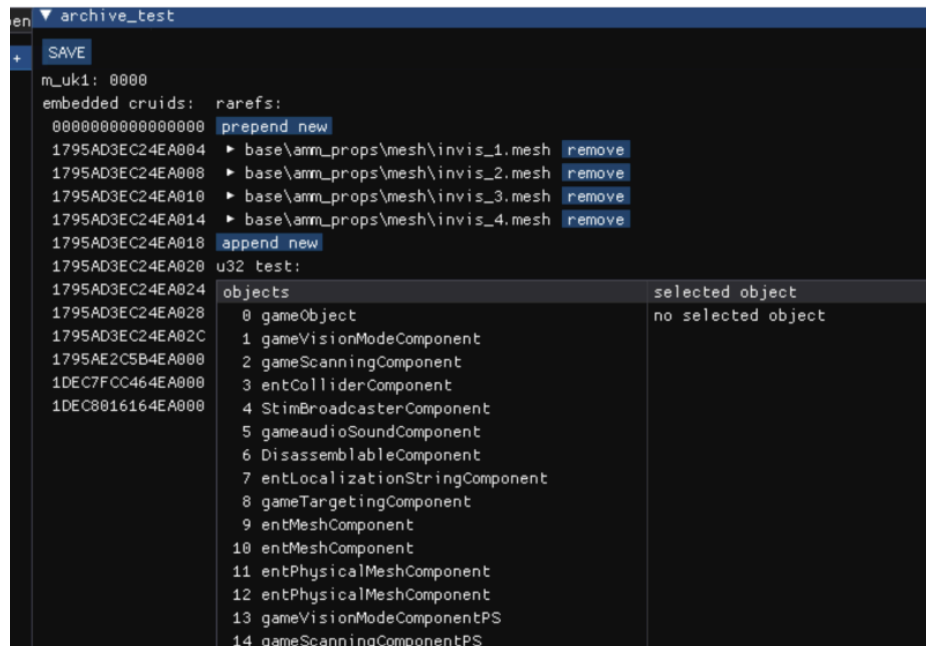 en ▼ archive_test
+ SAVE
m_uk1: 0000
embedded cruids: rarefs:
0000000000000000 prepend new
1795AD3EC24EA004 ► base\amm_props\mesh\invis_1.mesh remove
1795AD3EC24EA008 ► base\amm_props\mesh\invis_2.mesh remove
1795AD3EC24EA010 ► base\amm_props\mesh\invis_3.mesh remove
1795AD3EC24EA014 ► base\amm_props\mesh\invis_4.mesh remove
1795AD3EC24EA018 append new
1795AD3EC24EA020 u32 test:
1795AD3EC24EA024 objects selected object
1795AD3EC24EA028 0 gameObject no selected object
1795AD3EC24EA02C 1 gameVisionModeComponent
1795AE2C5B4EA000 2 gameScanningComponent
1DEC7FCC464EA000 3 entColliderComponent
1DEC8016164EA000 4 StimBroadcasterComponent
5 gameaudioSoundComponent
6 DisassemblableComponent
7 entLocalizationStringComponent
8 gameTargetingComponent
9 entMeshComponent
10 entMeshComponent
11 entPhysicalMeshComponent
12 entPhysicalMeshComponent
13 gameVisionModeComponentPS
14 gameScanningComponentPS